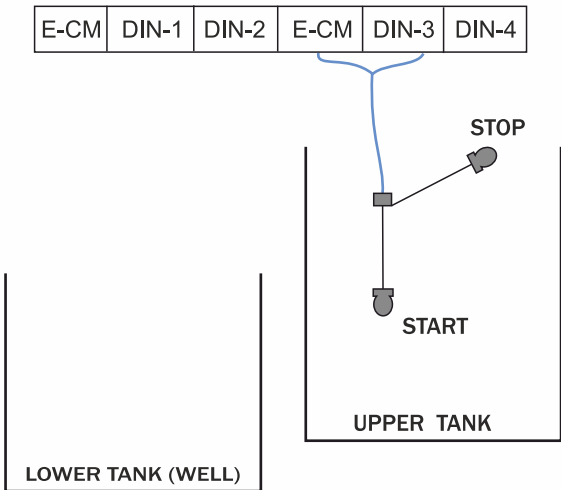 E-CM DIN-1 DIN-2 E-CM DIN-3 DIN-4
STOP
START
UPPER TANK
LOWER TANK (WELL)